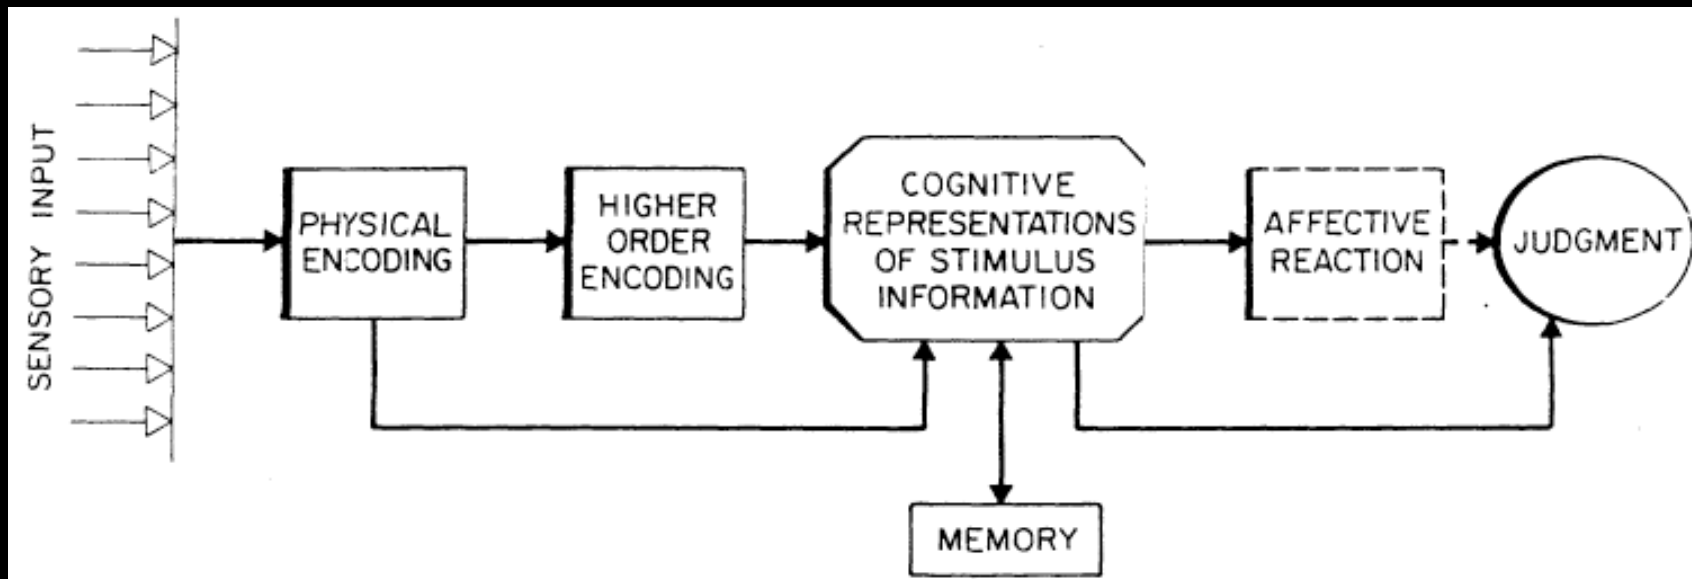 SENSORY INPUT
PHYSICAL
ENCODING
HIGHER
ORDER
ENCODING
COGNITIVE
REPRESENTATIONS
OF STIMULUS
INFORMATION
AFFECTIVE
REACTION
JUDGMENT
MEMORY